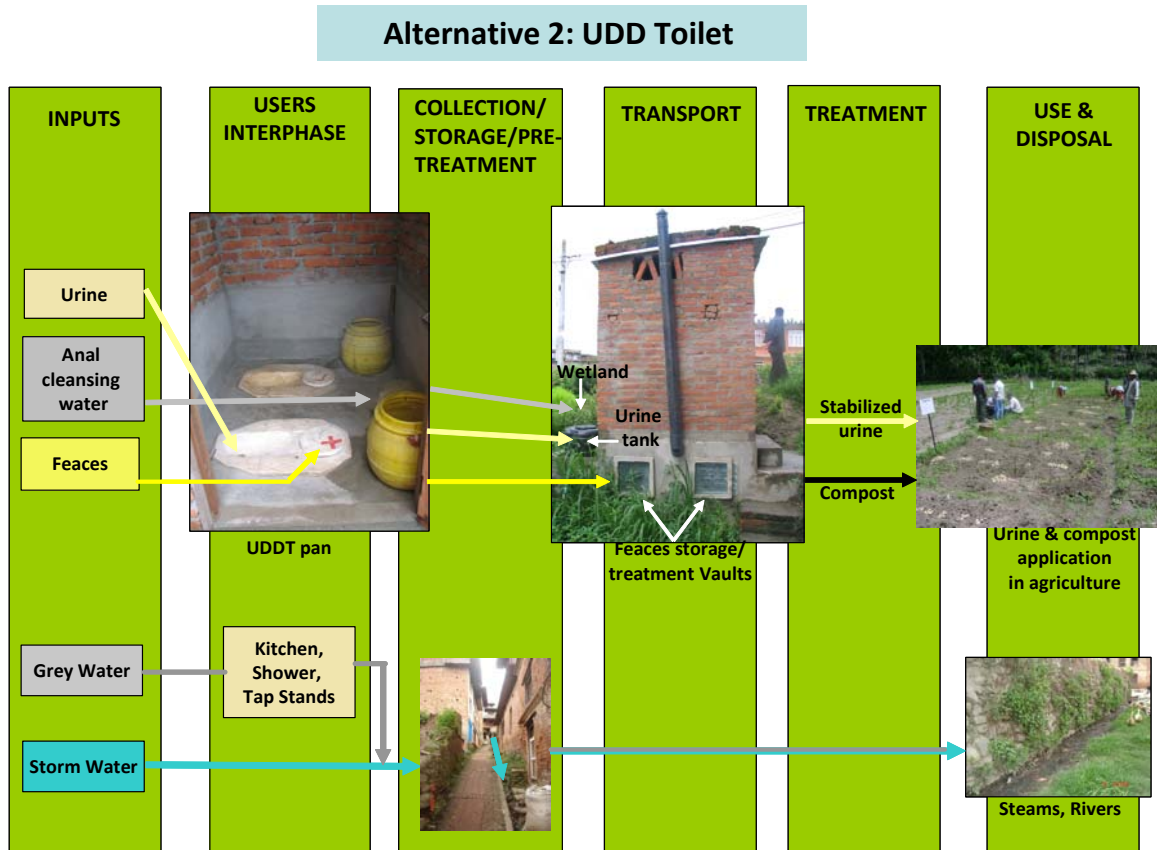 Alternative 2: UDD Toilet
INPUTS
USERS
INTERPHASE
COLLECTION/
STORAGE/PRE-
TREATMENT
TRANSPORT
TREATMENT
USE &
DISPOSAL
Urine
Anal
cleansing
water
Feaces
UDDT pan
Wetland
Urine
tank
Feaces storage/
treatment Vaults
Stabilized
urine
Compost
Urine & compost
application
in agriculture
Grey Water
Kitchen,
Shower,
Tap Stands
Storm Water
Steams, Rivers